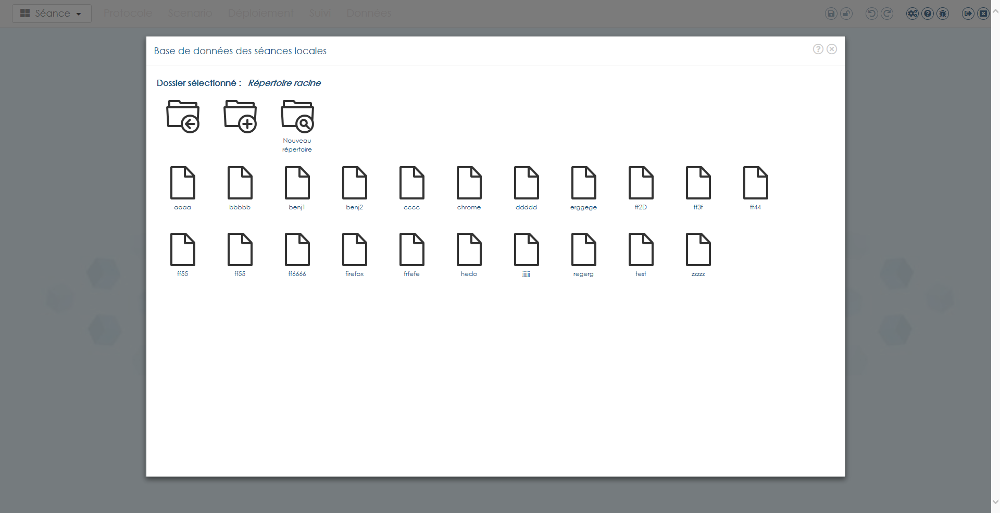 Séance Protocole Scenario Déploiement Suivi Données
Base de données des séances locales
Dossier sélectionné : Répertoire racine
Nouveau
répertoire
aaaa bbbbb benj1 benj2 cccc chrome ddddd erggege ff2D ff3f ff44
ff55 ff55 ff6666 firefox frfefe hedo jjjjjj regerg test zzzzz